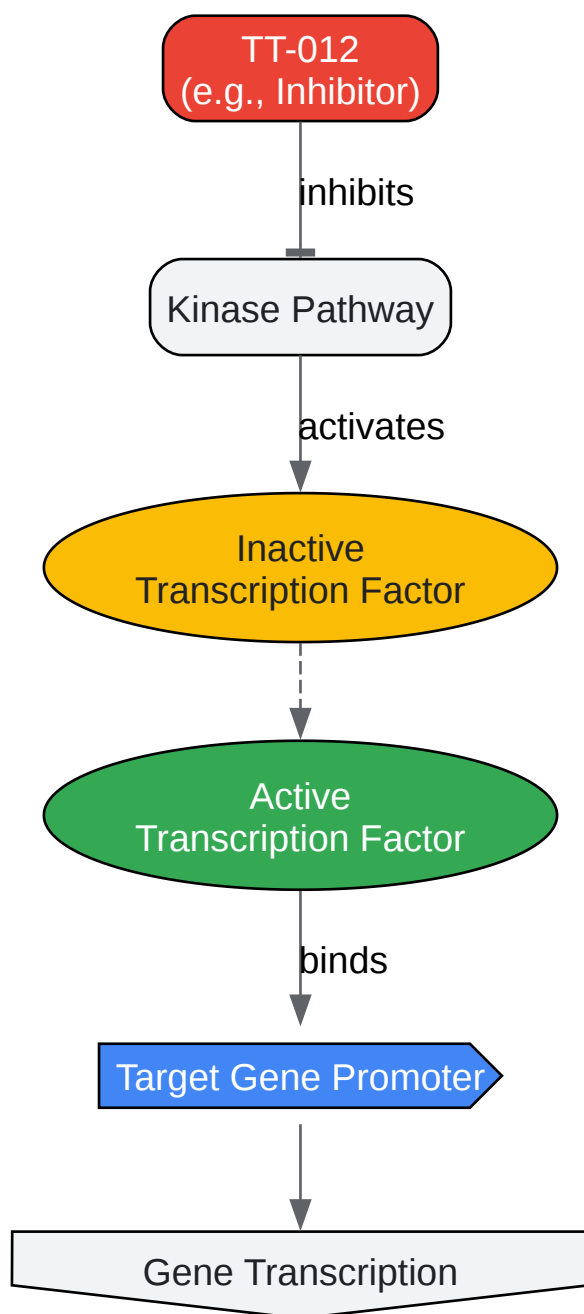 TT-012
(e.g., Inhibitor)
inhibits
Kinase Pathway
activates
Inactive
Transcription Factor
Active
Transcription Factor
binds
Target Gene Promoter
Gene Transcription